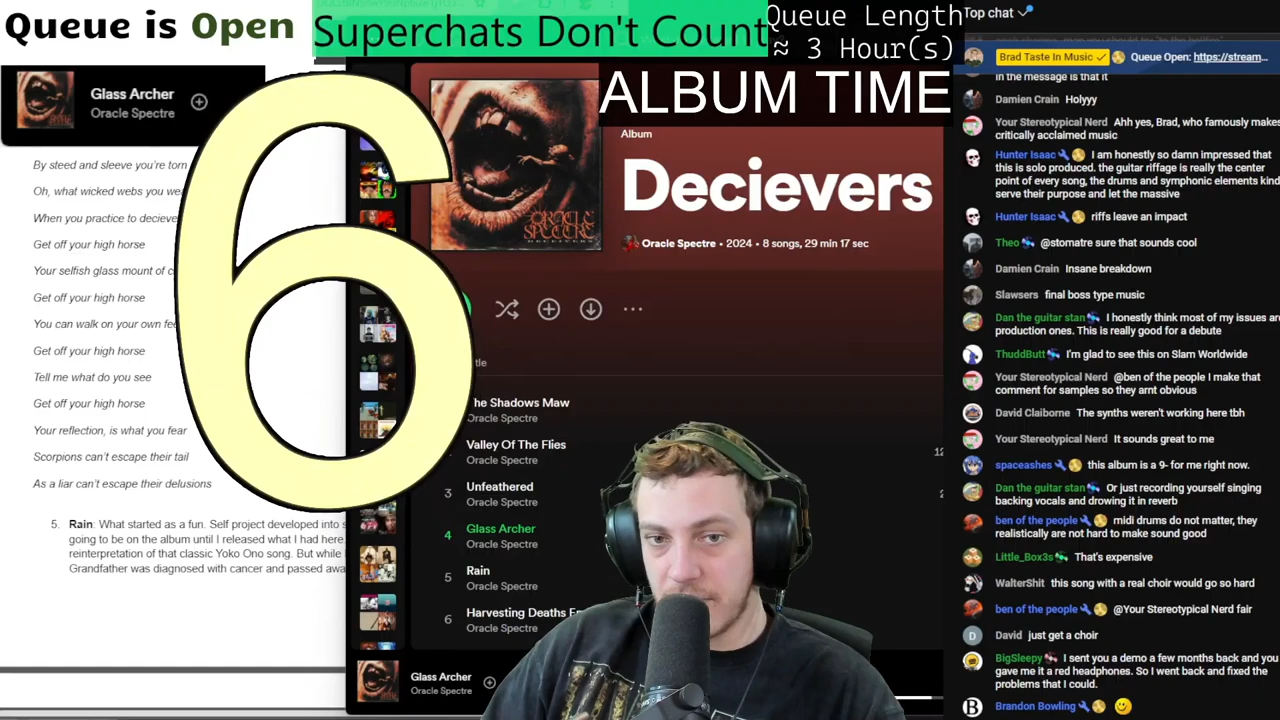 Queue is Open
Superchats Don't Count
Queue Length
≈ 3 Hour(s)
Top chat
Glass Archer
Oracle Spectre
ALBUM TIME
Album
Decievers
Oracle Spectre • 2024 • 8 songs, 29 min 17 sec
ORACLE
SPECTRE
DECEIVERS
By steed and sleeve you're torn
Oh, what wicked webs you
When you practice to decieve
Get off your high horse
Your selfish glass mount of
Get off your high horse
You can walk on your own
Get off your high horse
Tell me what do you see
Get off your high horse
Your reflection, is what you fear
Scorpions can't escape their tail
As a liar can't escape their delusions
5. Rain: What started as a fun. Self project developed into
going to be on the album until I released what I had here.
reinterpretation of that classic Yoko Ono song. But while
Grandfather was diagnosed with cancer and passed
6
The Shadows Maw
Oracle Spectre
Valley Of The Flies
Oracle Spectre
12
3
Unfeathered
Oracle Spectre
4
Glass Archer
Oracle Spectre
5
Rain
Oracle Spectre
6
Harvesting Deaths
Oracle Spectre
Glass Archer
Oracle Spectre
Brad Taste In Music Queue Open: https://stream...
in the message is that it
Damien Crain Holyyy
Your Stereotypical Nerd Ahh yes, Brad, who famously makes
critically acclaimed music
Hunter Isaac I am honestly so damn impressed that
this is solo produced. the guitar riffage is really the center
point of every song, the drums and symphonic elements kind
serve their purpose and let the massive
Hunter Isaac riffs leave an impact
Theo @stomatre sure that sounds cool
Damien Crain Insane breakdown
Slawsers final boss type music
Dan the guitar stan I honestly think most of my issues are
production ones. This is really good for a debute
ThuddButt I'm glad to see this on Slam Worldwide
Your Stereotypical Nerd @ben of the people I make that
comment for samples so they arnt obvious
David Claiborne The synths weren't working here tbh
Your Stereotypical Nerd It sounds great to me
spaceashes this album is a 9- for me right now.
Dan the guitar stan Or just recording yourself singing
backing vocals and drowing it in reverb
ben of the people midi drums do not matter, they
realistically are not hard to make sound good
Little_Box3s That's expensive
WalterShit this song with a real choir would go so hard
ben of the people @Your Stereotypical Nerd fair
D
David just get a choir
BigSleepy I sent you a demo a few months back and you
gave me it a red headphones. So I went back and fixed the
problems that I could.
B
Brandon Bowling